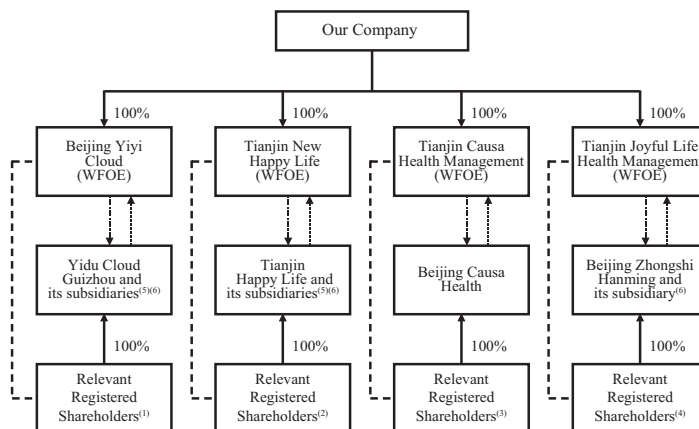 Our Company
100%
100%
100%
100%
Beijing Yiyi
Cloud
(WFOE)
Tianjin New
Happy Life
(WFOE)
Tianjin Causa
Health Management
(WFOE)
Tianjin Joyful Life
Health Management
(WFOE)
Yidu Cloud
Guizhou and
its subsidiaries(5)(6)
Tianjin
Happy Life and
its subsidiaries(5)(6)
Beijing Causa
Health
Beijing Zhongshi
Hanming and
its subsidiary(6)
100%
100%
100%
100%
Relevant
Registered
Shareholders(1)
Relevant
Registered
Shareholders(2)
Relevant
Registered
Shareholders(3)
Relevant
Registered
Shareholders(4)